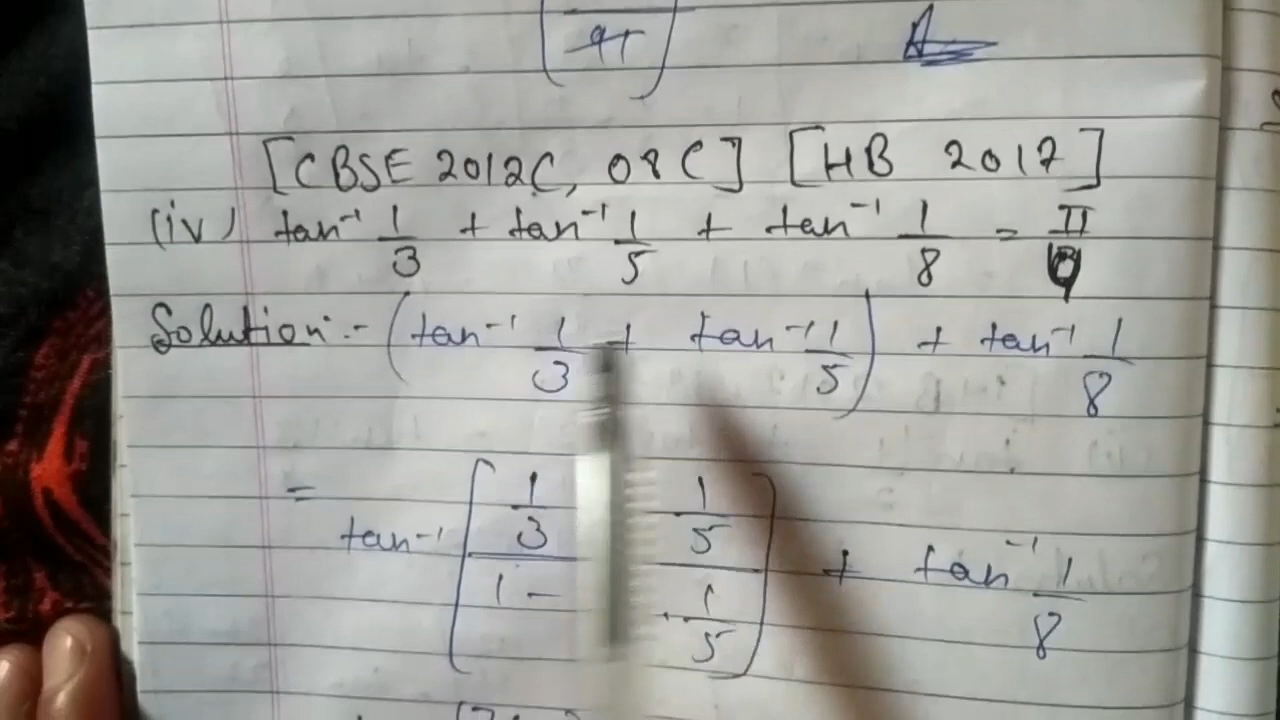 [CBSE 2012C, 08C] [HB 2017]
(iv) tan⁻¹ 1/3 + tan⁻¹ 1/5 + tan⁻¹ 1/8 = π/4
Solution:- (tan⁻¹ 1/3 + tan⁻¹ 1/5) + tan⁻¹ 1/8
= tan⁻¹ [ 1/3 1/5 / 1 - . 1/5 ] + tan⁻¹ 1/8